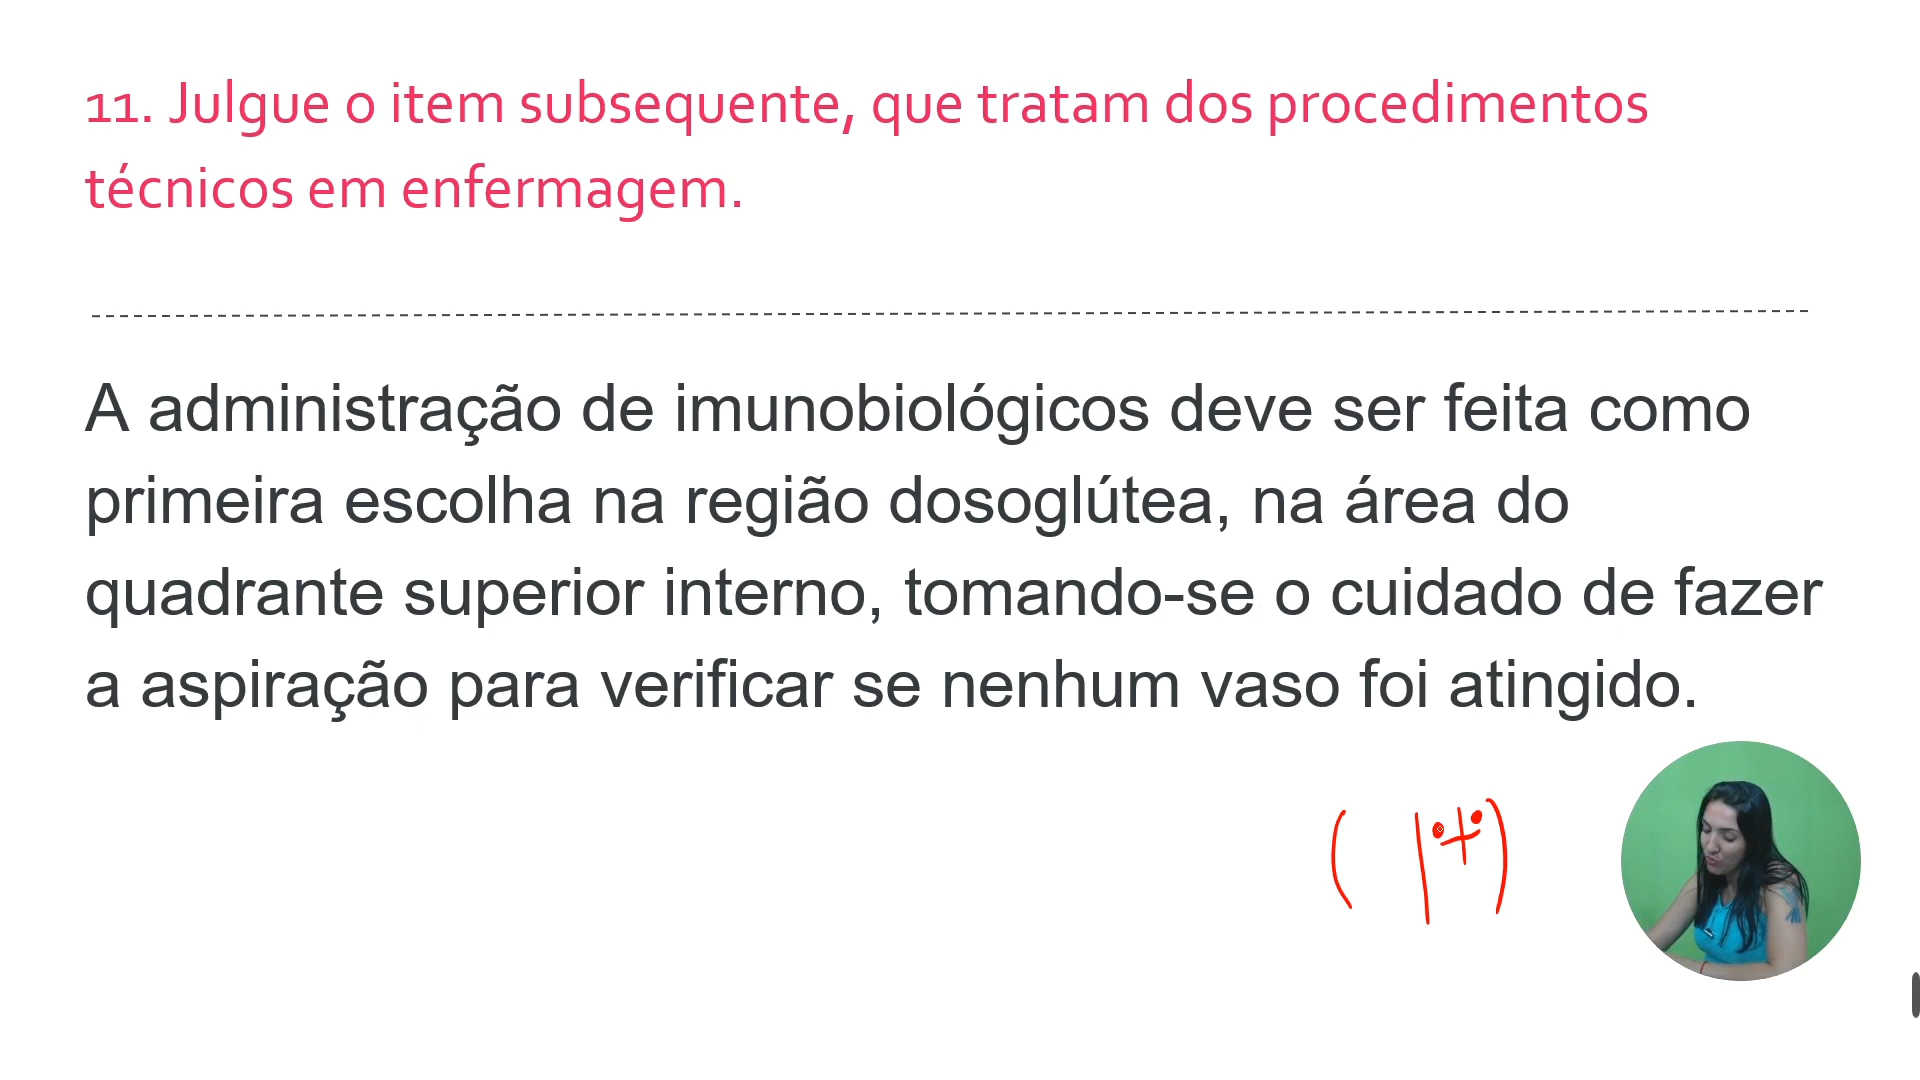 11. Julgue o item subsequente, que tratam dos procedimentos
técnicos em enfermagem.
A administração de imunobiológicos deve ser feita como
primeira escolha na região dosoglútea, na área do
quadrante superior interno, tomando-se o cuidado de fazer
a aspiração para verificar se nenhum vaso foi atingido.